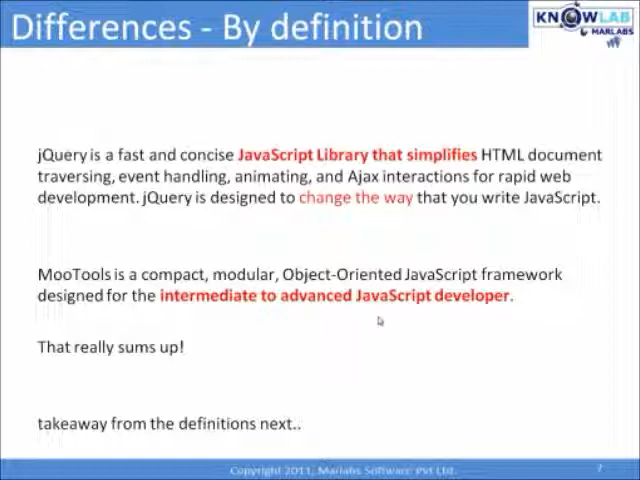 Differences - By definition
KNOWLAB
MARLABS
jQuery is a fast and concise JavaScript Library that simplifies HTML document
traversing, event handling, animating, and Ajax interactions for rapid web
development. jQuery is designed to change the way that you write JavaScript.
MooTools is a compact, modular, Object-Oriented JavaScript framework
designed for the intermediate to advanced JavaScript developer.
That really sums up!
takeaway from the definitions next..
Copyright 2011, Marlabs Software Pvt Ltd.
7